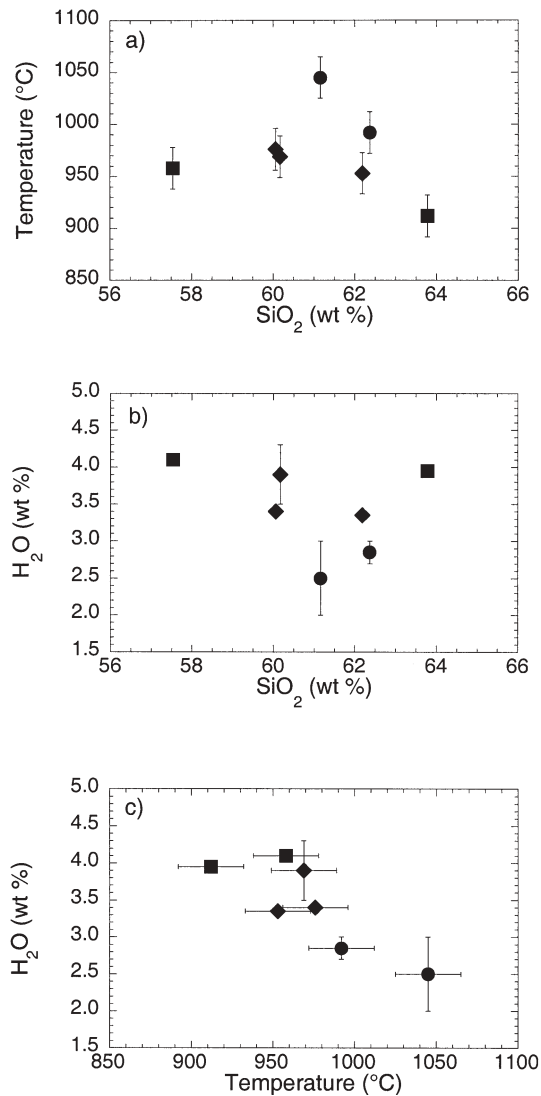 a)
Temperature (°C)
1100
1050
1000
950
900
850
56 58 60 62 64 66
SiO2 (wt %)
b)
H2O (wt %)
5.0
4.5
4.0
3.5
3.0
2.5
2.0
1.5
56 58 60 62 64 66
SiO2 (wt %)
c)
H2O (wt %)
5.0
4.5
4.0
3.5
3.0
2.5
2.0
1.5
850 900 950 1000 1050 1100
Temperature (°C)